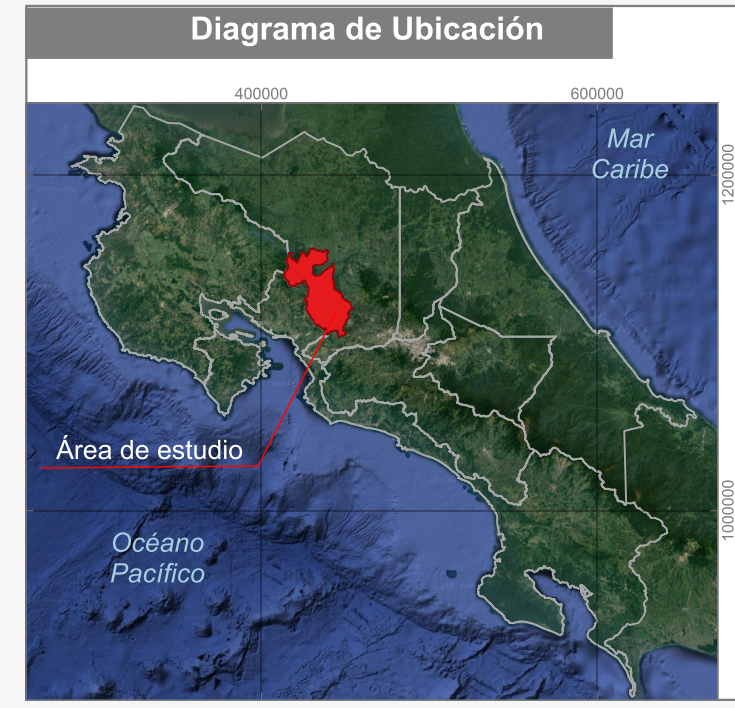 Diagrama de Ubicación
400000
600000
Mar
Caribe
1200000
Área de estudio
1000000
Océano
Pacífico